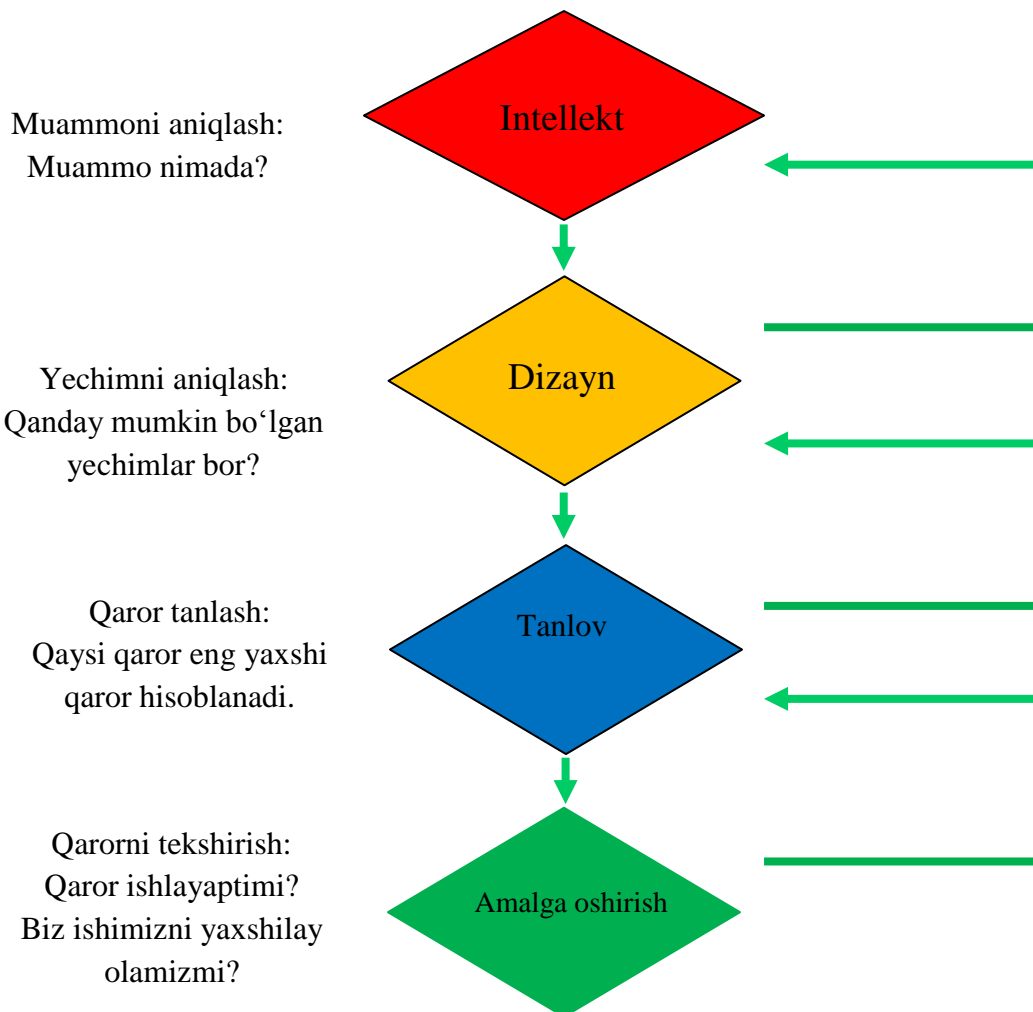 Intellekt
Muammoni aniqlash:
Muammo nimada?
Dizayn
Yechimni aniqlash:
Qanday mumkin bo‘lgan
yechimlar bor?
Tanlov
Qaror tanlash:
Qaysi qaror eng yaxshi
qaror hisoblanadi.
Amalga oshirish
Qarorni tekshirish:
Qaror ishlayaptimi?
Biz ishimizni yaxshilay
olamizmi?